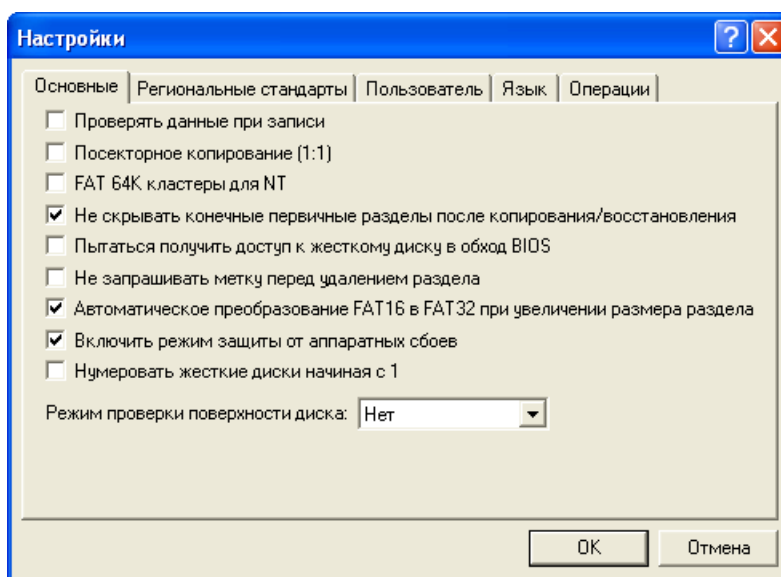 Настройки
Основные Региональные стандарты Пользователь Язык Операции
Проверять данные при записи
Посекторное копирование (1:1)
FAT 64K кластеры для NT
Не скрывать конечные первичные разделы после копирования/восстановления
Пытаться получить доступ к жесткому диску в обход BIOS
Не запрашивать метку перед удалением раздела
Автоматическое преобразование FAT16 в FAT32 при увеличении размера раздела
Включить режим защиты от аппаратных сбоев
Нумеровать жесткие диски начиная с 1
Режим проверки поверхности диска: Нет
OK Отмена